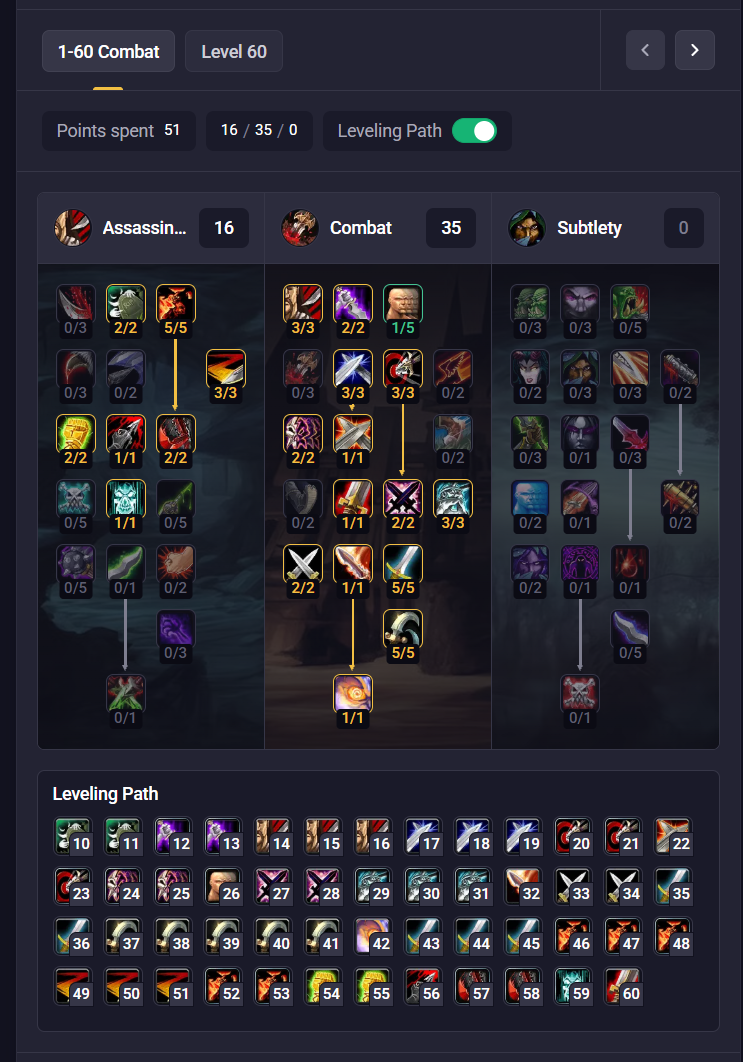 1-60 Combat Level 60
Points spent 51 16 / 35 / 0 Leveling Path
Assassin... 16 Combat 35 Subtlety 0
0/3 2/2 5/5 3/3 2/2 1/5 0/3 0/3 0/5
0/3 0/2 3/3 0/3 3/3 3/3 0/2 0/2 0/3 0/3 0/2
2/2 1/1 2/2 2/2 1/1 0/2 0/3 0/1 0/3
0/5 1/1 0/5 0/2 1/1 2/2 3/3 0/2 0/1 0/2
0/5 0/1 0/2 2/2 1/1 5/5 0/2 0/1 0/1
0/3 5/5 0/5
0/1 1/1 0/1
Leveling Path
10 11 12 13 14 15 16 17 18 19 20 21 22
23 24 25 26 27 28 29 30 31 32 33 34 35
36 37 38 39 40 41 42 43 44 45 46 47 48
49 50 51 52 53 54 55 56 57 58 59 60